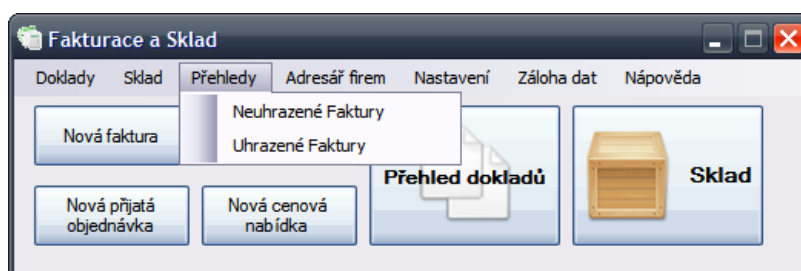 Fakturace a Sklad
Doklady Sklad Přehledy Adresář firem Nastavení Záloha dat Nápověda
Neuhrazené Faktury
Uhrazené Faktury
Nová faktura
Přehled dokladů
Sklad
Nová přijatá
objednávka
Nová cenová
nabídka